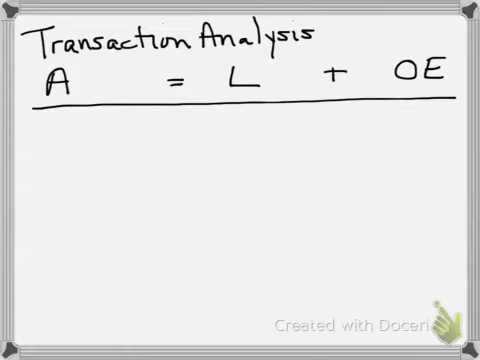 Transaction Analysis
A = L + OE
Created with Doceri